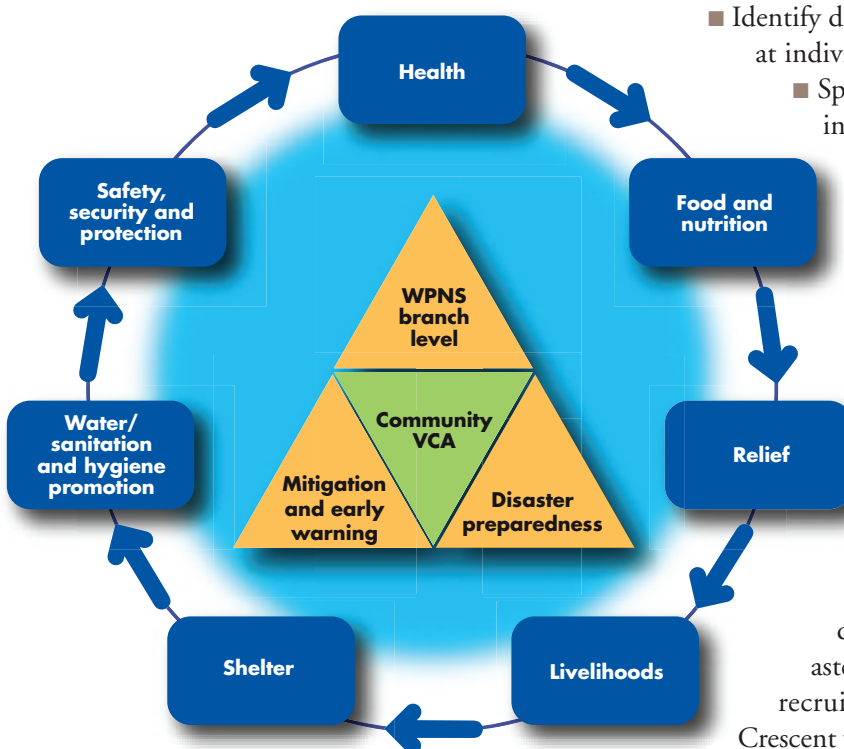 ■ Identify d
at indiv
■ Sp
in
Health
Safety,
security and
protection
Food and
nutrition
WPNS
branch
level
Community
VCA
Water/
sanitation
and hygiene
promotion
Relief
Mitigation
and early
warning
Disaster
preparedness
Shelter
Livelihoods
c
aste
recrui
Crescent